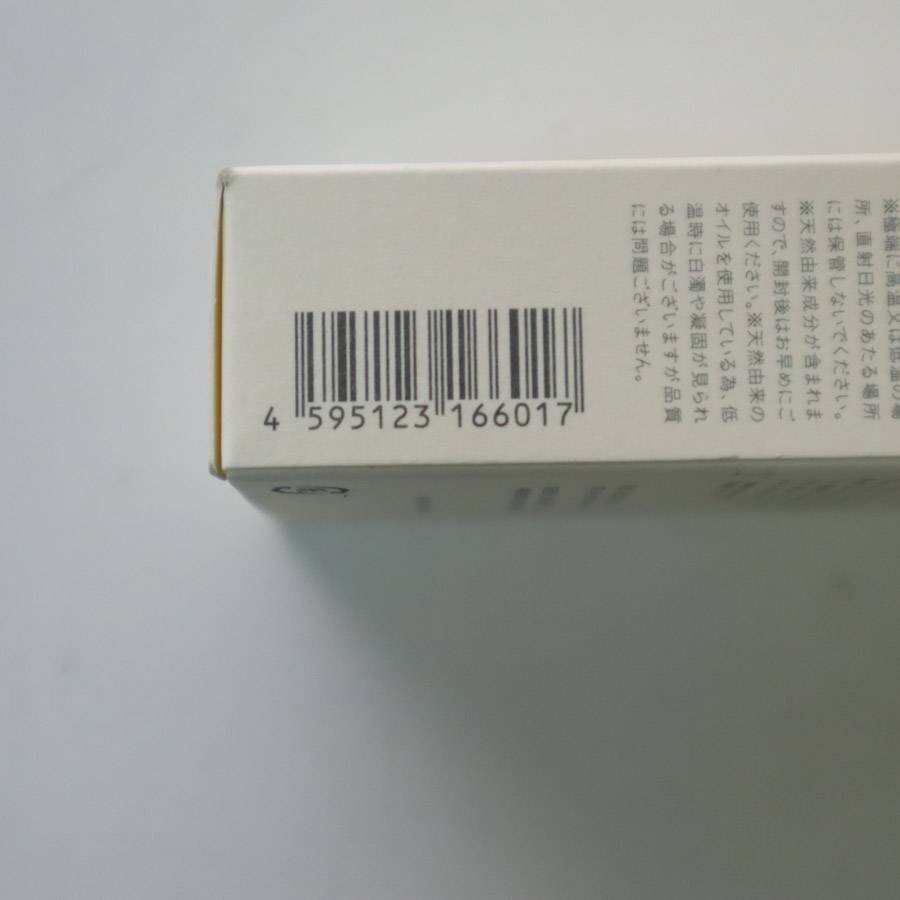 ※極端に高温又は低温の場
所、直射日光のあたる場所
には保管しないでください。
※天然由来成分が含まれま
すので、開封後はお早めにご
使用ください。※天然由来の
オイルを使用している為、低
温時に白濁や凝固が見られ
る場合がございますが品質
には問題ございません。
4 595123 166017